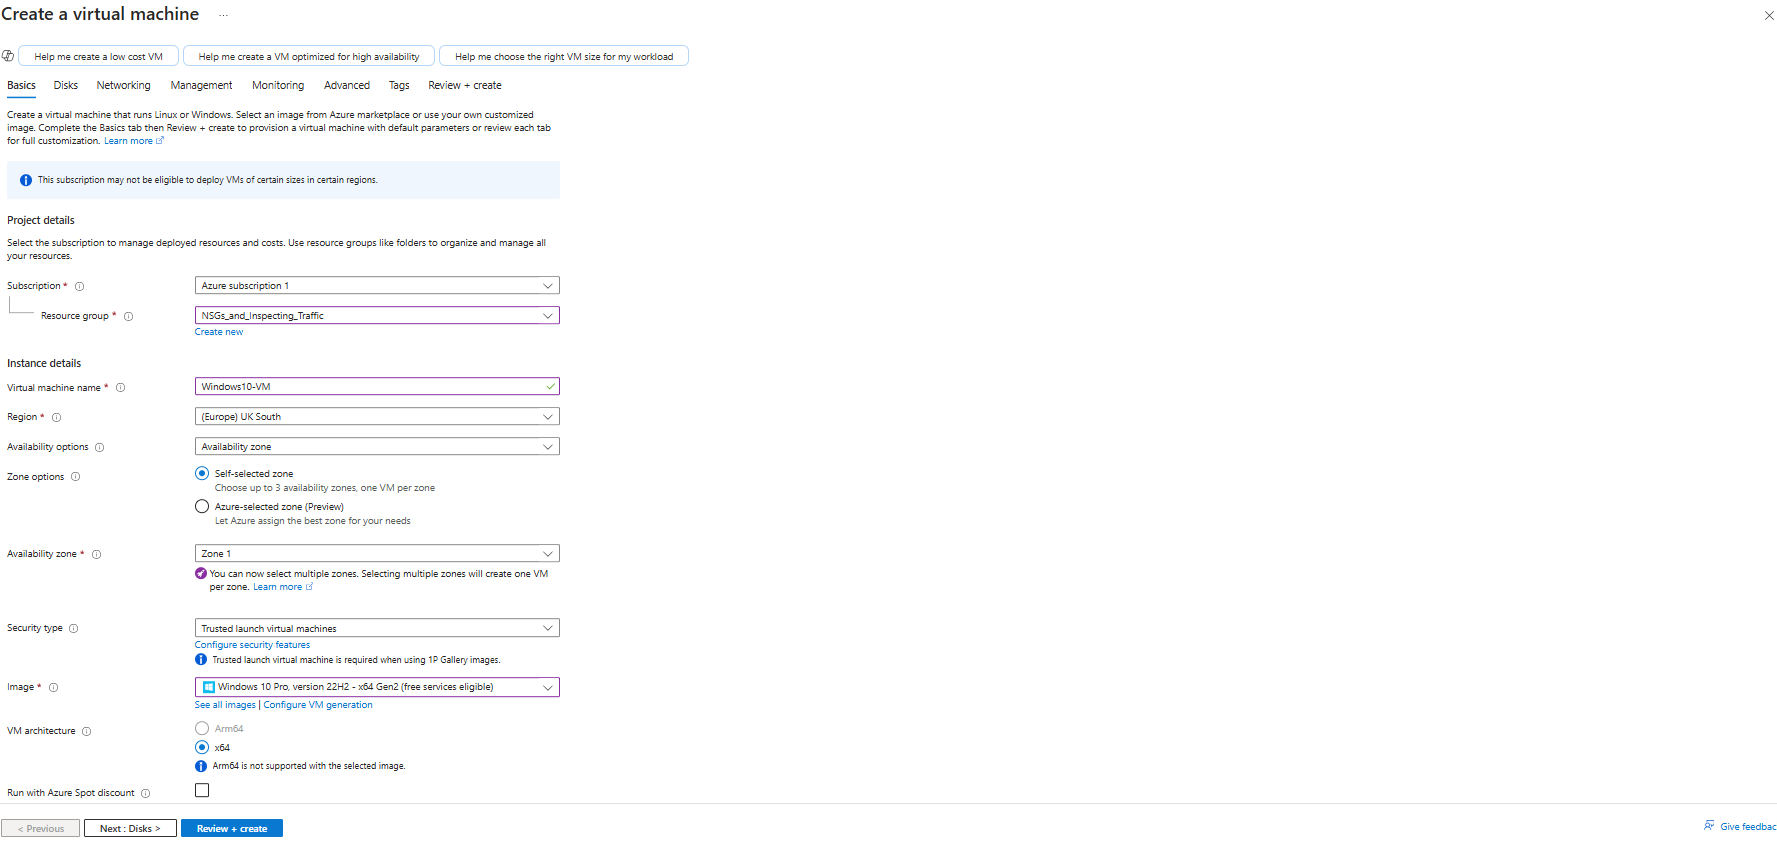 Create a virtual machine ...
Help me create a low cost VM
Help me create a VM optimized for high availability
Help me choose the right VM size for my workload
Basics Disks Networking Management Monitoring Advanced Tags Review + create
Create a virtual machine that runs Linux or Windows. Select an image from Azure marketplace or use your own customized
image. Complete the Basics tab then Review + create to provision a virtual machine with default parameters or review each tab
for full customization. Learn more
This subscription may not be eligible to deploy VMs of certain sizes in certain regions.
Project details
Select the subscription to manage deployed resources and costs. Use resource groups like folders to organize and manage all
your resources.
Subscription * Azure subscription 1
Resource group * NSGs_and_Inspecting_Traffic
Create new
Instance details
Virtual machine name * Windows10-VM
Region * (Europe) UK South
Availability options Availability zone
Zone options Self-selected zone
Choose up to 3 availability zones, one VM per zone
Azure-selected zone (Preview)
Let Azure assign the best zone for your needs
Availability zone * Zone 1
You can now select multiple zones. Selecting multiple zones will create one VM
per zone. Learn more
Security type Trusted launch virtual machines
Configure security features
Trusted launch virtual machine is required when using 1P Gallery images.
Image * Windows 10 Pro, version 22H2 - x64 Gen2 (free services eligible)
See all images | Configure VM generation
VM architecture Arm64
x64
Arm64 is not supported with the selected image.
Run with Azure Spot discount
< Previous Next : Disks > Review + create Give feedbac